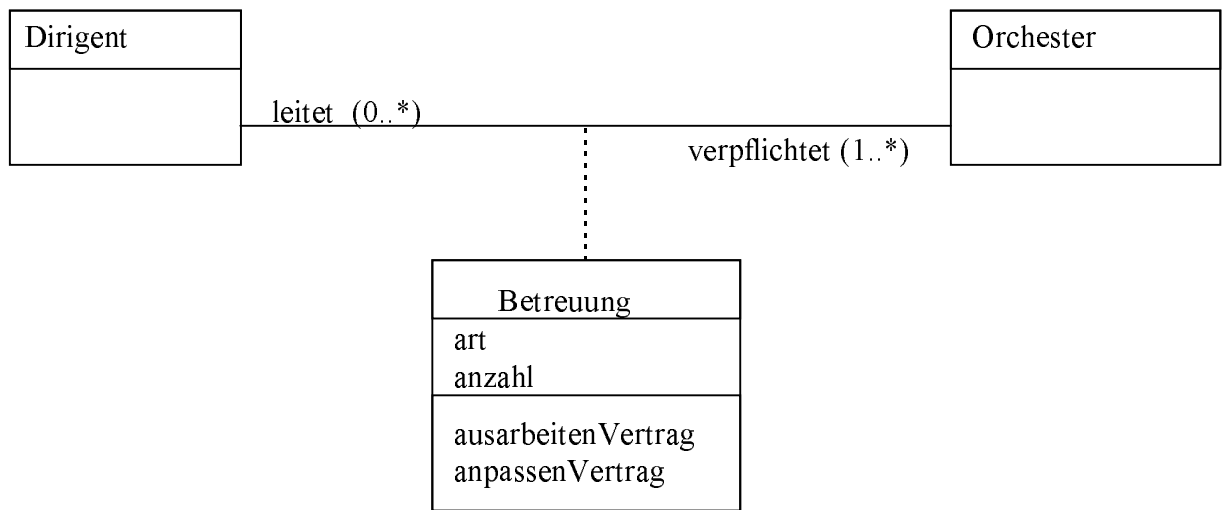 Dirigent
Orchester
leitet (0..*)
verpflichtet (1..*)
Betreuung
art
anzahl
ausarbeitenVertrag
anpassenVertrag